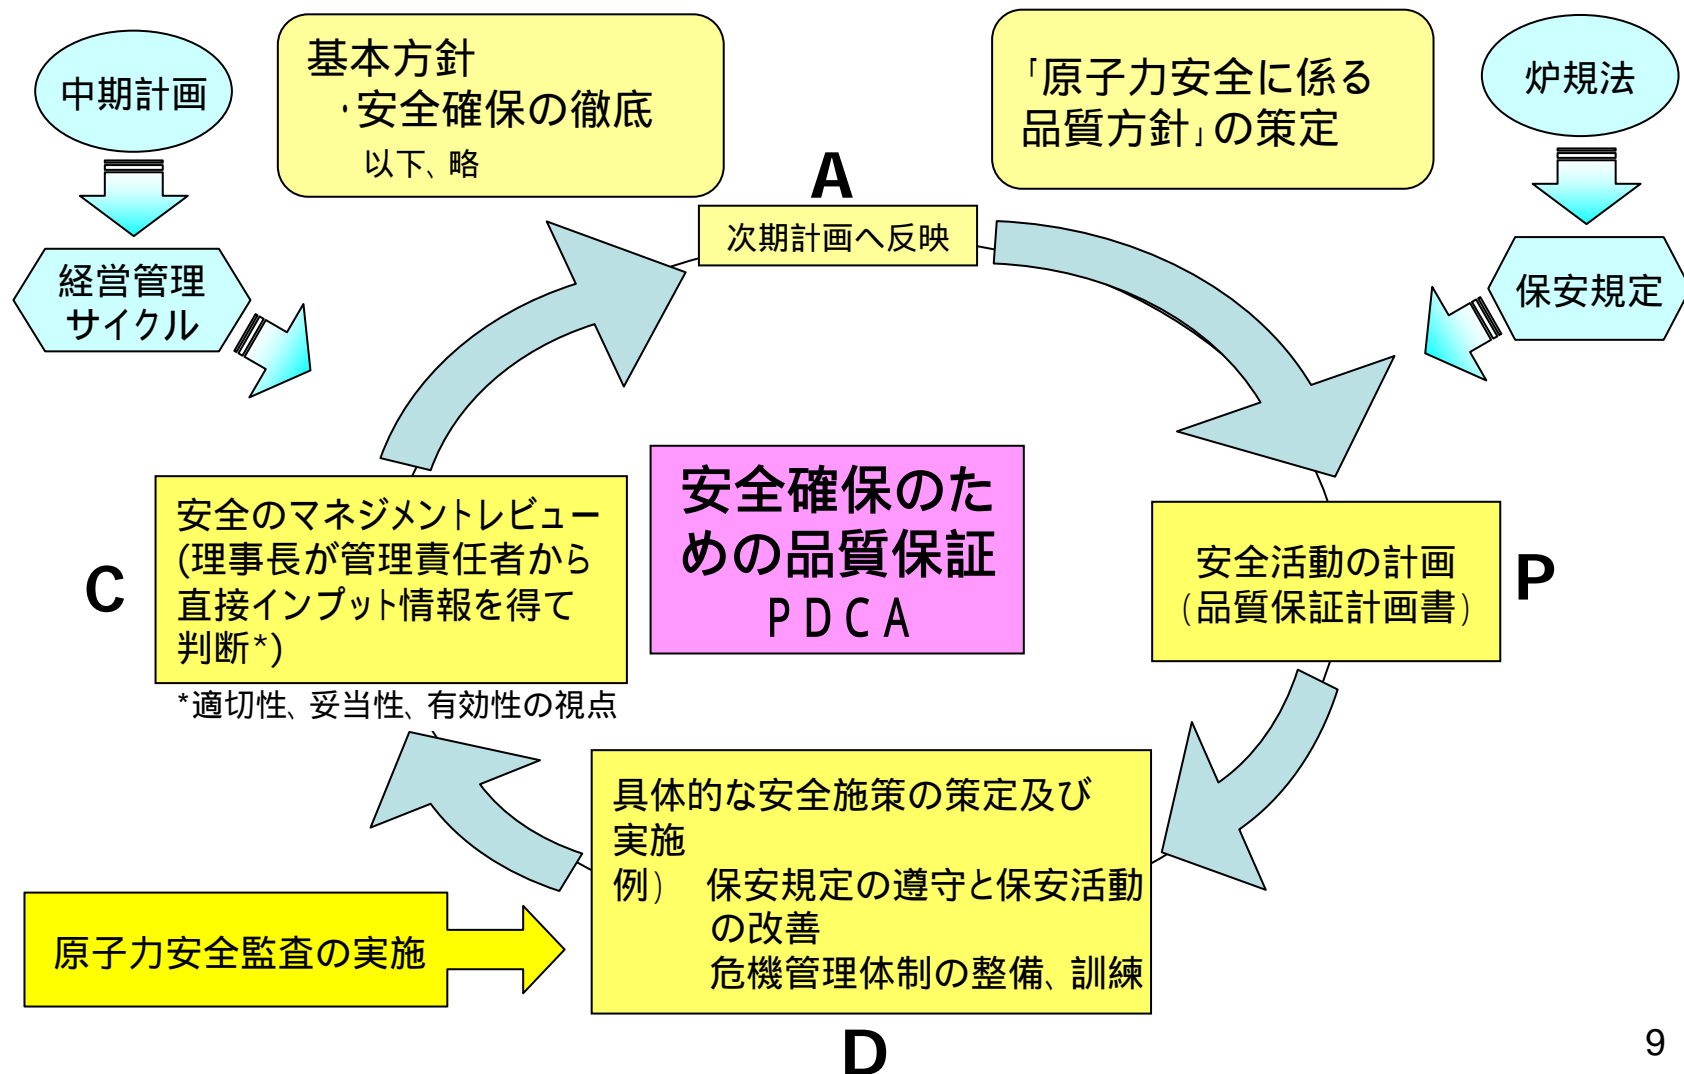 中期計画
基本方針
・安全確保の徹底
以下、略
「原子力安全に係る
品質方針」の策定
炉規法
A
次期計画へ反映
経営管理
サイクル
保安規定
安全のマネジメントレビュー
(理事長が管理責任者から
直接インプット情報を得て
判断*)
*適切性、妥当性、有効性の視点
C
安全確保のた
めの品質保証
PDCA
安全活動の計画
(品質保証計画書)
P
具体的な安全施策の策定及び
実施
例) 保安規定の遵守と保安活動
の改善
危機管理体制の整備、訓練
原子力安全監査の実施
D
9